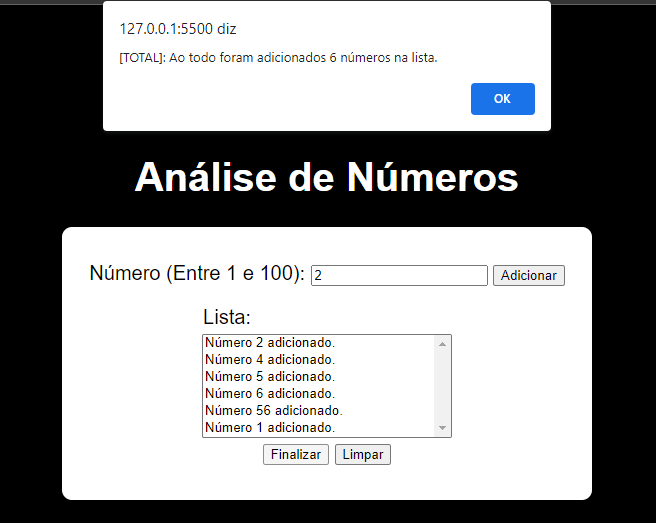 127.0.0.1:5500 diz
[TOTAL]: Ao todo foram adicionados 6 números na lista.
OK
Análise de Números
Número (Entre 1 e 100): 2 Adicionar
Lista:
Número 2 adicionado.
Número 4 adicionado.
Número 5 adicionado.
Número 6 adicionado.
Número 56 adicionado.
Número 1 adicionado.
Finalizar Limpar